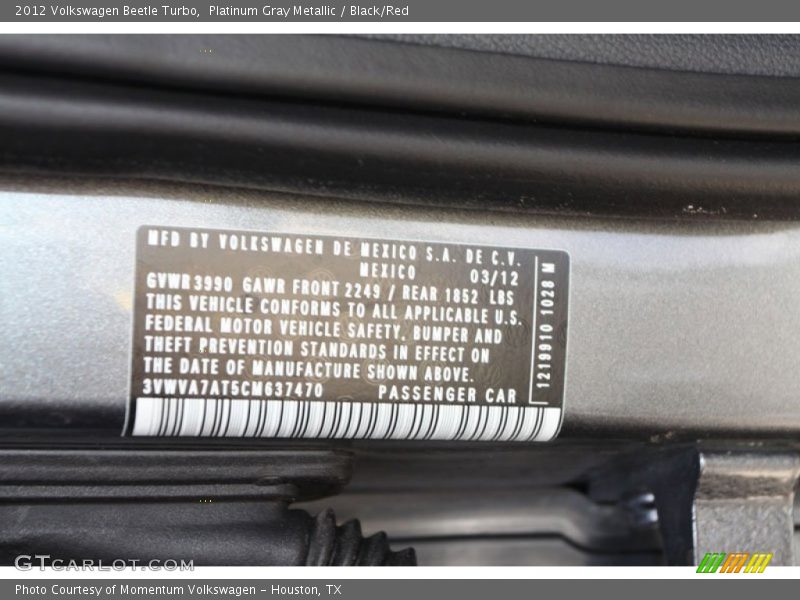 2012 Volkswagen Beetle Turbo,  Platinum Gray Metallic / Black/Red
MFD BY VOLKSWAGEN DE MEXICO S.A. DE C.V.
MEXICO 03/12
GVWR 3990 GAWR FRONT 2249 / REAR 1852 LBS
THIS VEHICLE CONFORMS TO ALL APPLICABLE U.S.
FEDERAL MOTOR VEHICLE SAFETY, BUMPER AND
THEFT PREVENTION STANDARDS IN EFFECT ON
THE DATE OF MANUFACTURE SHOWN ABOVE.
3VWVA7AT5CM637470 PASSENGER CAR
1219910 1028 M
GTCARLOT.COM
Photo Courtesy of Momentum Volkswagen - Houston, TX